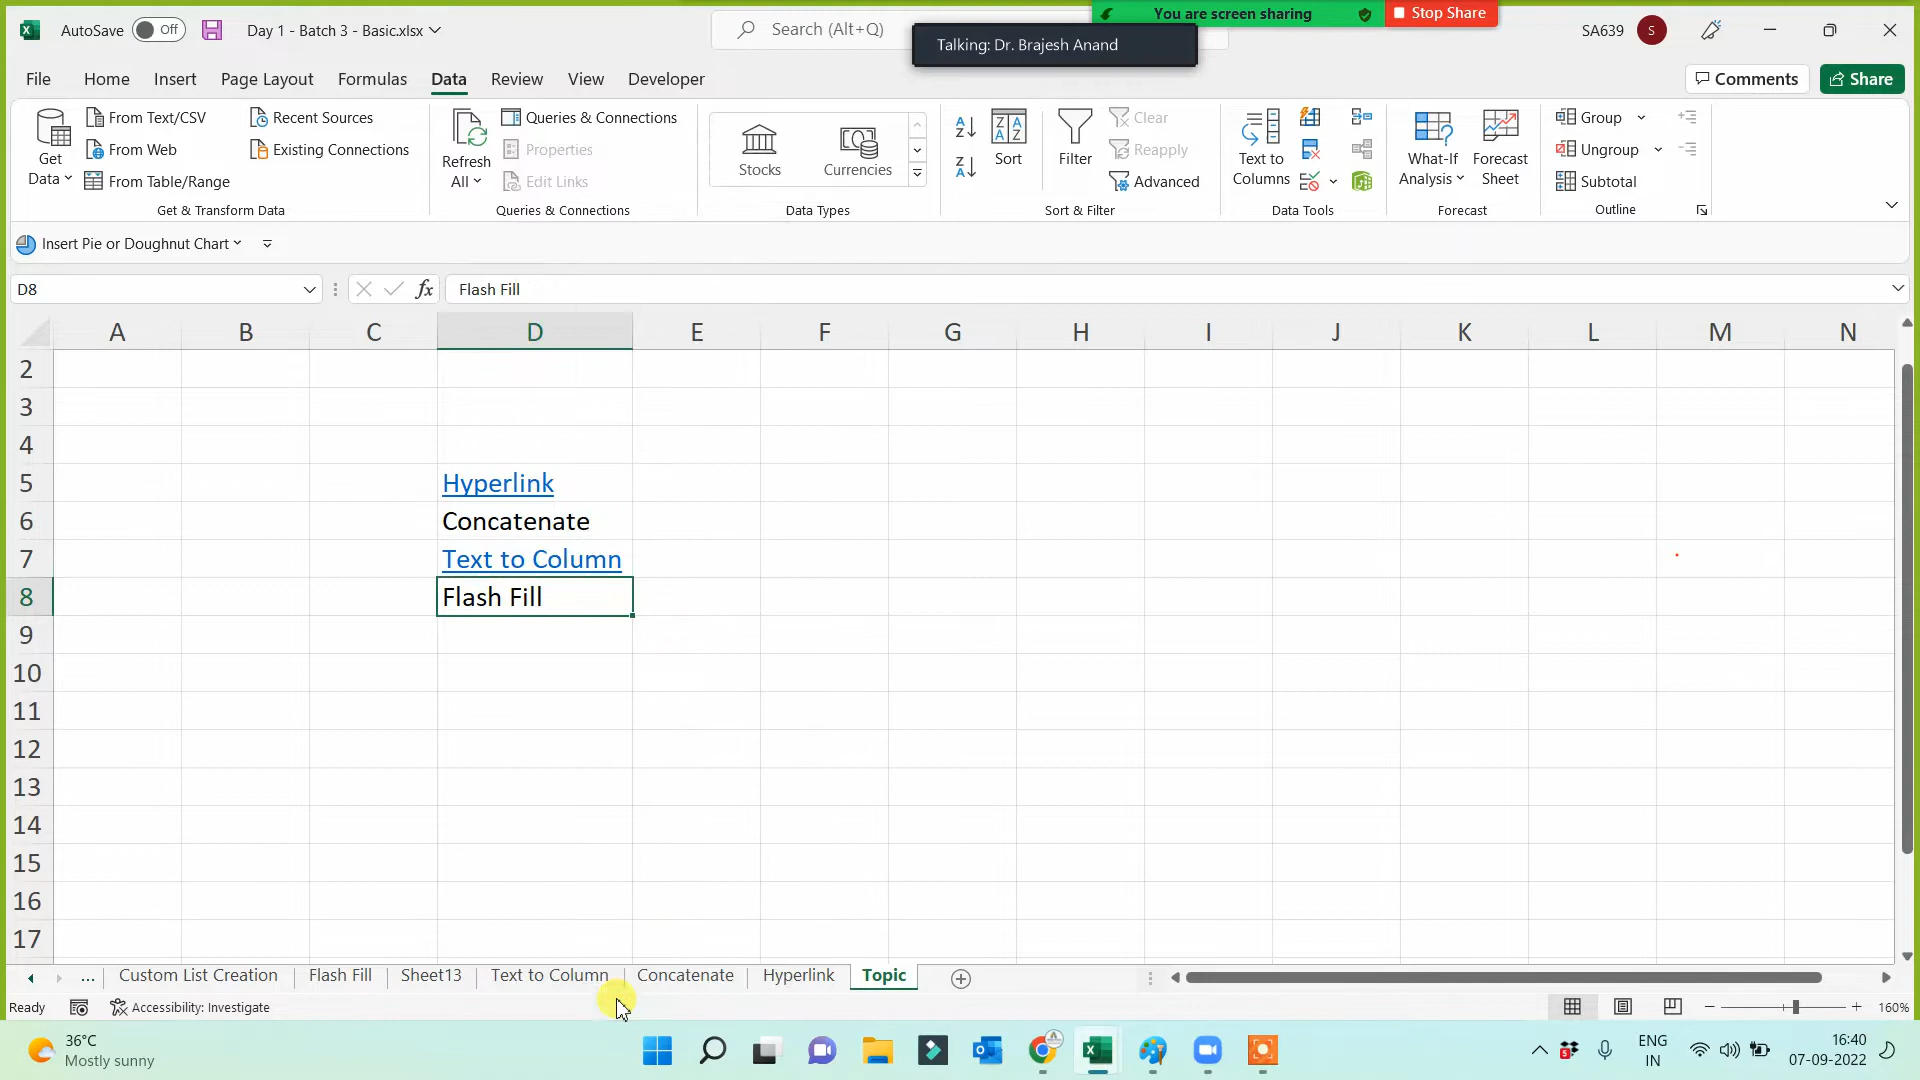 You are screen sharing
Stop Share
AutoSave Off Day 1 - Batch 3 - Basic.xlsx Search (Alt+Q) SA639 S
Talking: Dr. Brajesh Anand
File Home Insert Page Layout Formulas Data Review View Developer Comments Share
Get Data
From Text/CSV
From Web
From Table/Range
Recent Sources
Existing Connections
Get & Transform Data
Refresh All
Queries & Connections
Properties
Edit Links
Queries & Connections
Stocks Currencies
Data Types
Sort
Filter
Clear
Reapply
Advanced
Sort & Filter
Text to Columns
Data Tools
What-If Analysis
Forecast Sheet
Forecast
Group
Ungroup
Subtotal
Outline
Insert Pie or Doughnut Chart
D8 fx Flash Fill
A B C D E F G H I J K L M N
2
3
4
5 Hyperlink
6 Concatenate
7 Text to Column
8 Flash Fill
9
10
11
12
13
14
15
16
17
... Custom List Creation Flash Fill Sheet13 Text to Column Concatenate Hyperlink Topic
Ready Accessibility: Investigate 160%
36°C
Mostly sunny
ENG
IN
16:40
07-09-2022